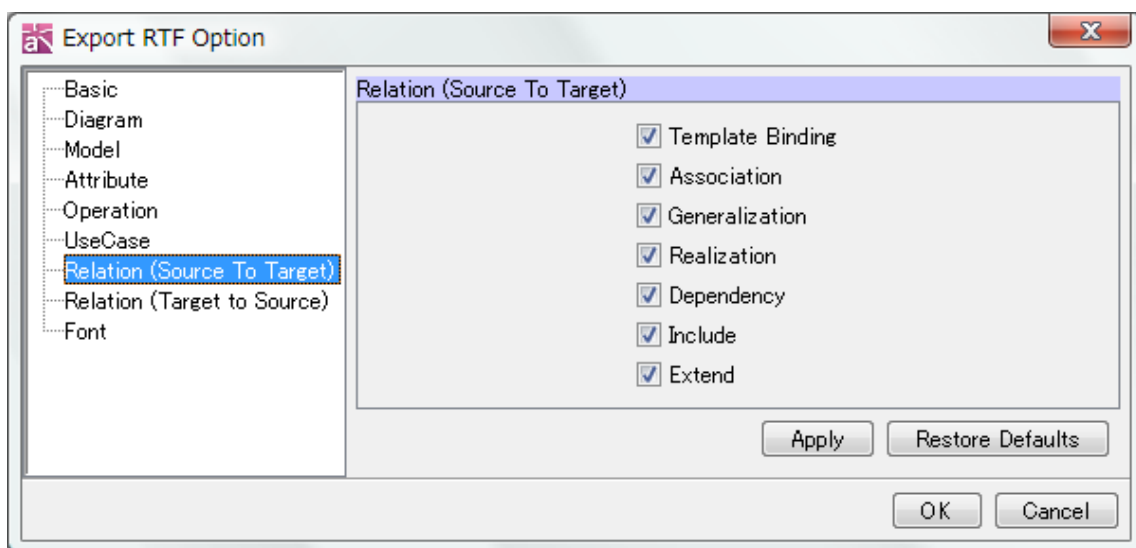 Export RTF Option
Basic
Diagram
Model
Attribute
Operation
UseCase
Relation (Source To Target)
Relation (Target to Source)
Font
Relation (Source To Target)
Template Binding
Association
Generalization
Realization
Dependency
Include
Extend
Apply
Restore Defaults
OK
Cancel